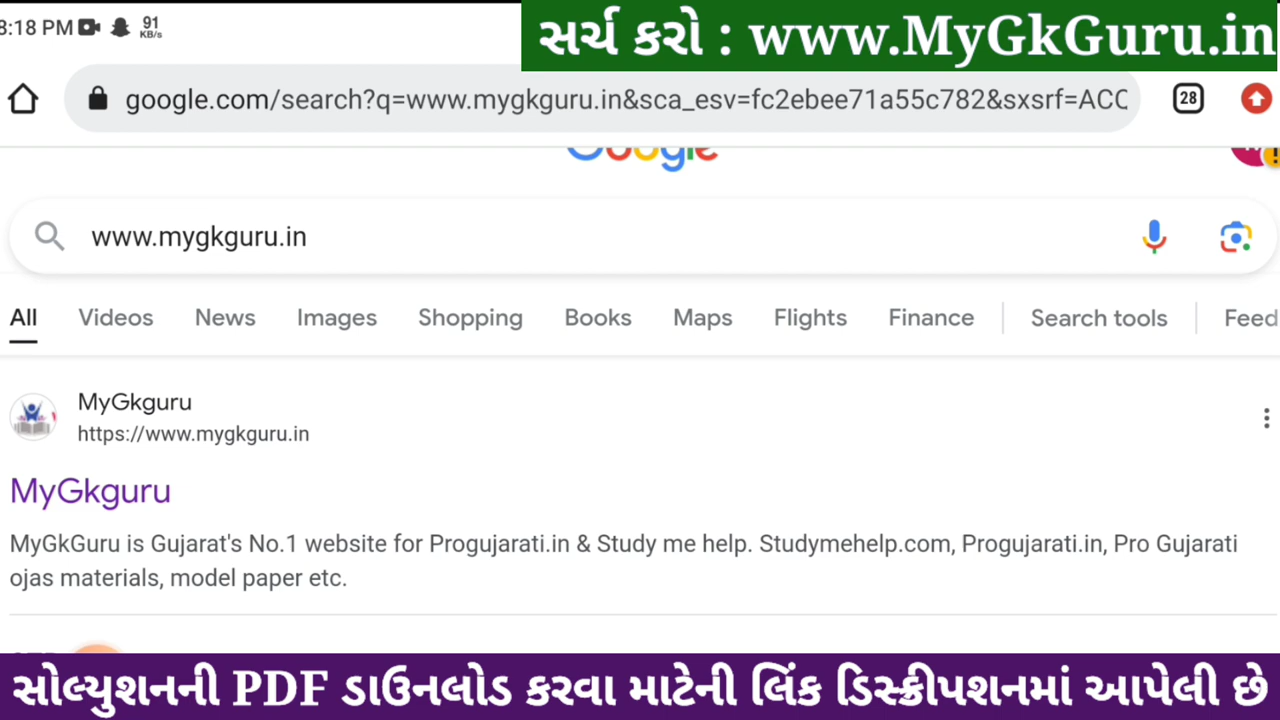 8:18 PM 91 KB/s
સર્ચ કરો : www.MyGkGuru.in
google.com/search?q=www.mygkguru.in&sca_esv=fc2ebee71a55c782&sxsrf=ACC
28
Google
www.mygkguru.in
All Videos News Images Shopping Books Maps Flights Finance Search tools Feed
MyGkguru
https://www.mygkguru.in
MyGkguru
MyGkGuru is Gujarat's No.1 website for Progujarati.in & Study me help. Studymehelp.com, Progujarati.in, Pro Gujarati
ojas materials, model paper etc.
સોલ્યુશનની PDF ડાઉનલોડ કરવા માટેની લિંક ડિસ્ક્રીપશનમાં આપેલી છે